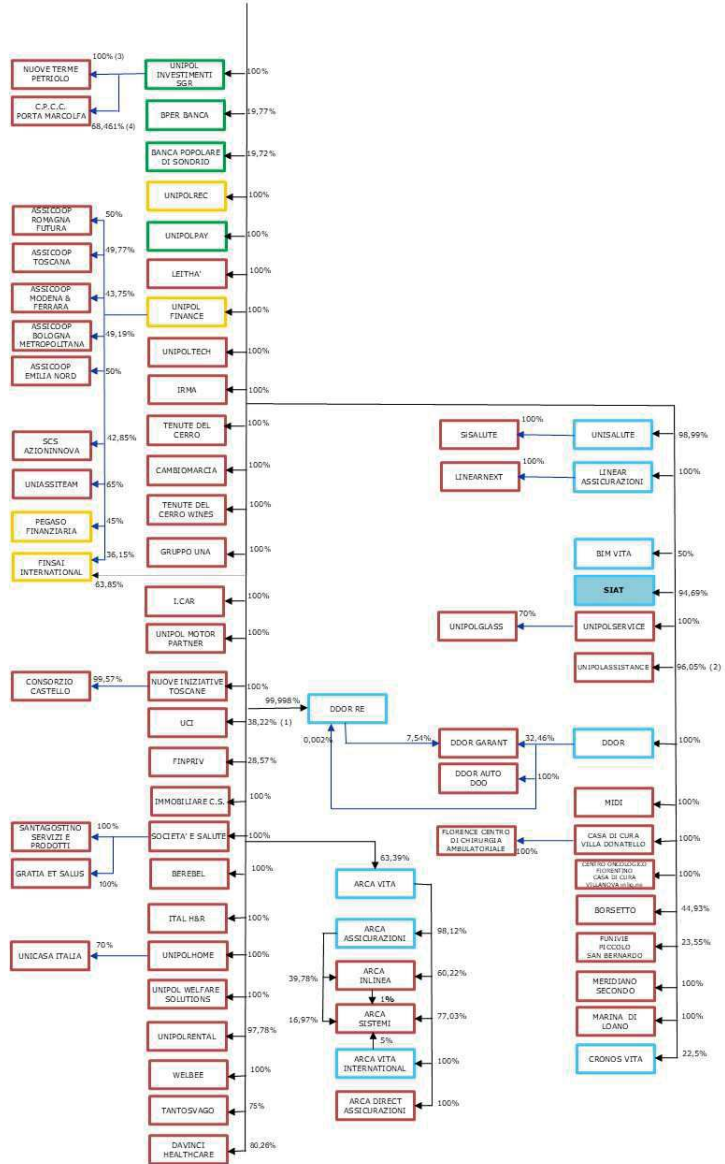 100% (3)
NUOVE TERME
PETRIOLO
UNIPOL
INVESTIMENTI
SGR
100%
C.P.C.C.
PORTA MARCOLFA
68,461% (4)
BPER BANCA
19,77%
BANCA POPOLARE
DI SONDRIO
19,72%
UNIPOLREC
100%
ASSICOOP
ROMAGNA
FUTURA
50%
UNIPOLPAY
100%
ASSICOOP
TOSCANA
49,77%
LEITHA'
100%
ASSICOOP
MODENA &
FERRARA
43,75%
UNIPOL
FINANCE
100%
ASSICOOP
BOLOGNA
METROPOLITANA
49,19%
UNIPOLTECH
100%
ASSICOOP
EMILIA NORD
50%
IRMA
100%
TENUTE DEL
CERRO
100%
SCS
AZIONINNOVA
42,85%
CAMBIOMARCIA
100%
UNIASSITEAM
65%
TENUTE DEL
CERRO WINES
100%
PEGASO
FINANZIARIA
45%
GRUPPO UNA
100%
FINSAI
INTERNATIONAL
36,15%
63,85%
I.CAR
100%
UNIPOL MOTOR
PARTNER
100%
CONSORZIO
CASTELLO
99,57%
NUOVE INIZIATIVE
TOSCANE
100%
UCI
38,22% (1)
FINPRIV
28,57%
IMMOBILIARE C.S.
100%
SANTAGOSTINO
SERVIZI E
PRODOTTI
100%
SOCIETA' E SALUTE
100%
GRATIA ET SALUS
100%
BEREBEL
100%
ITAL H&R
100%
UNICASA ITALIA
70%
UNIPOLHOME
100%
UNIPOL WELFARE
SOLUTIONS
100%
UNIPOLRENTAL
97,78%
WELBEE
100%
TANTOSVAGO
75%
DAVINCI
HEALTHCARE
80,26%
SiSALUTE
100%
UNISALUTE
98,99%
LINEARNEXT
100%
LINEAR
ASSICURAZIONI
100%
BIM VITA
50%
SIAT
94,69%
UNIPOLGLASS
70%
UNIPOLSERVICE
100%
UNIPOLASSISTANCE
96,05% (2)
99,998%
DDOR RE
0,002%
7,54%
DDOR GARANT
32,46%
DDOR
100%
DDOR AUTO
DOO
100%
MIDI
100%
FLORENCE CENTRO
DI CHIRURGIA
AMBULATORIALE
100%
CASA DI CURA
VILLA DONATELLO
100%
CENTRO ONCOLOGICO
FIORENTINO
CASA DI CURA
VILLANOVA
100%
BORSETTO
44,93%
FUNIVIE
PICCOLO
SAN BERNARDO
23,55%
MERIDIANO
SECONDO
100%
MARINA DI
LOANO
100%
CRONOS VITA
22,5%
63,39%
ARCA VITA
ARCA
ASSICURAZIONI
98,12%
39,78%
ARCA
INLINEA
60,22%
1%
16,97%
ARCA
SISTEMI
77,03%
5%
ARCA VITA
INTERNATIONAL
100%
ARCA DIRECT
ASSICURAZIONI
100%